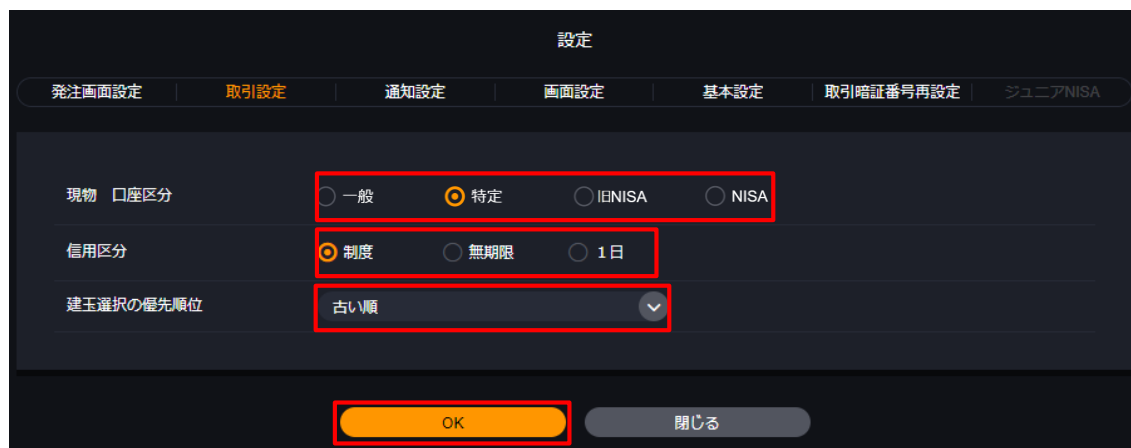 設定
発注画面設定 取引設定 通知設定 画面設定 基本設定 取引暗証番号再設定 ジュニアNISA
現物 口座区分 一般 特定 旧NISA NISA
信用区分 制度 無期限 1日
建玉選択の優先順位 古い順
OK 閉じる